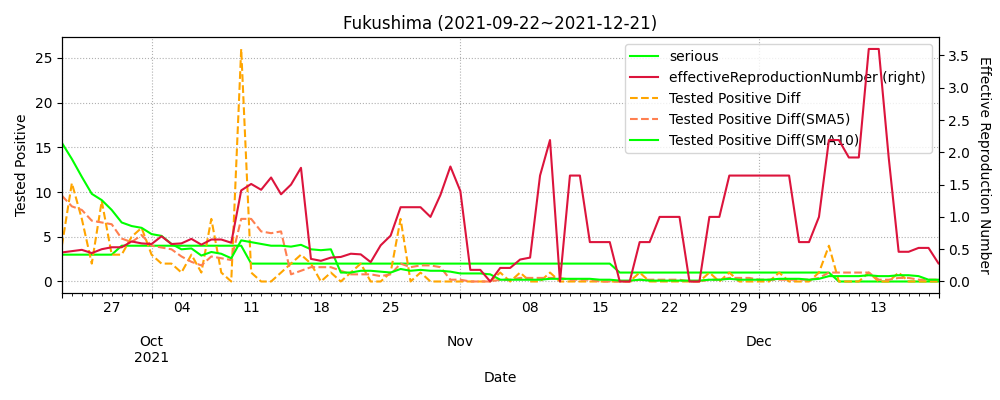 Fukushima (2021-09-22~2021-12-21)
serious
effectiveReproductionNumber (right)
Tested Positive Diff
Tested Positive Diff(SMA5)
Tested Positive Diff(SMA10)
Tested Positive
25
20
15
10
5
0
3.5
3.0
2.5
2.0
1.5
1.0
0.5
0.0
Effective Reproduction Number
27 04 11 18 25 08 15 22 29 06 13
Oct Nov Dec
2021
Date